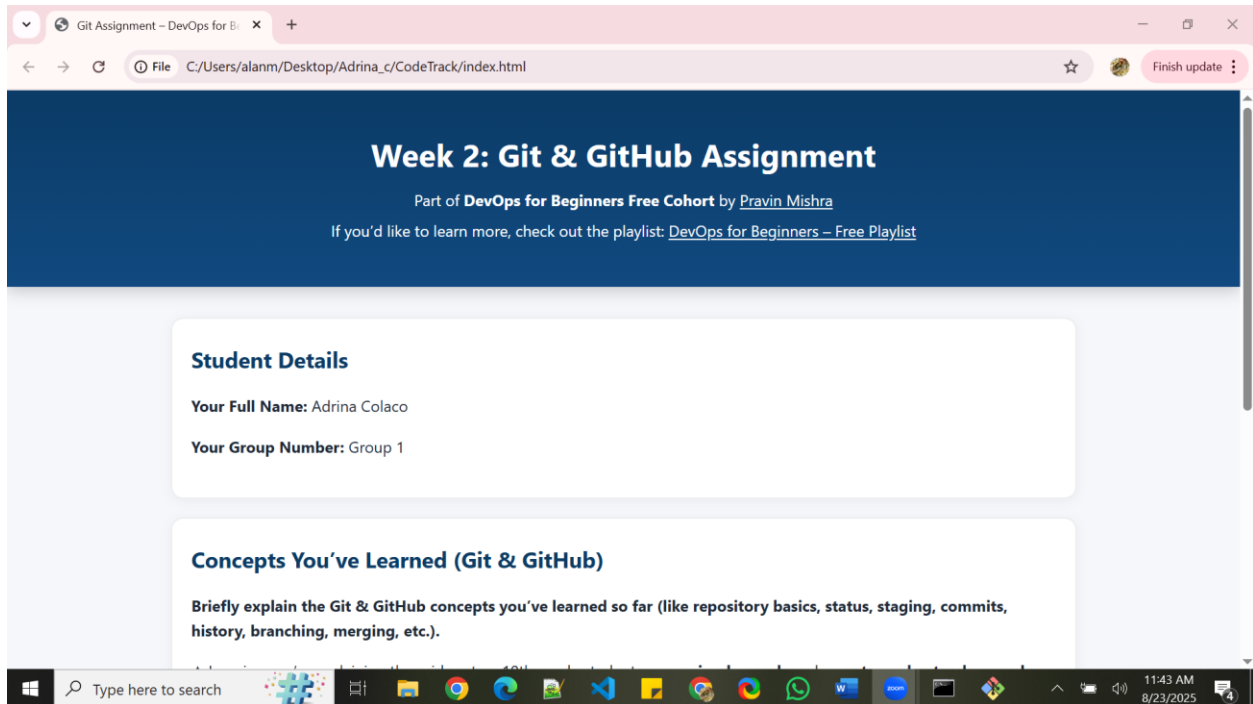 Git Assignment – DevOps for Be
File C:/Users/alanm/Desktop/Adrina_c/CodeTrack/index.html
Finish update
Week 2: Git & GitHub Assignment
Part of DevOps for Beginners Free Cohort by Pravin Mishra
If you’d like to learn more, check out the playlist: DevOps for Beginners – Free Playlist
Student Details
Your Full Name: Adrina Colaco
Your Group Number: Group 1
Concepts You’ve Learned (Git & GitHub)
Briefly explain the Git & GitHub concepts you’ve learned so far (like repository basics, status, staging, commits,
history, branching, merging, etc.).
Type here to search
zoom
11:43 AM
8/23/2025
4